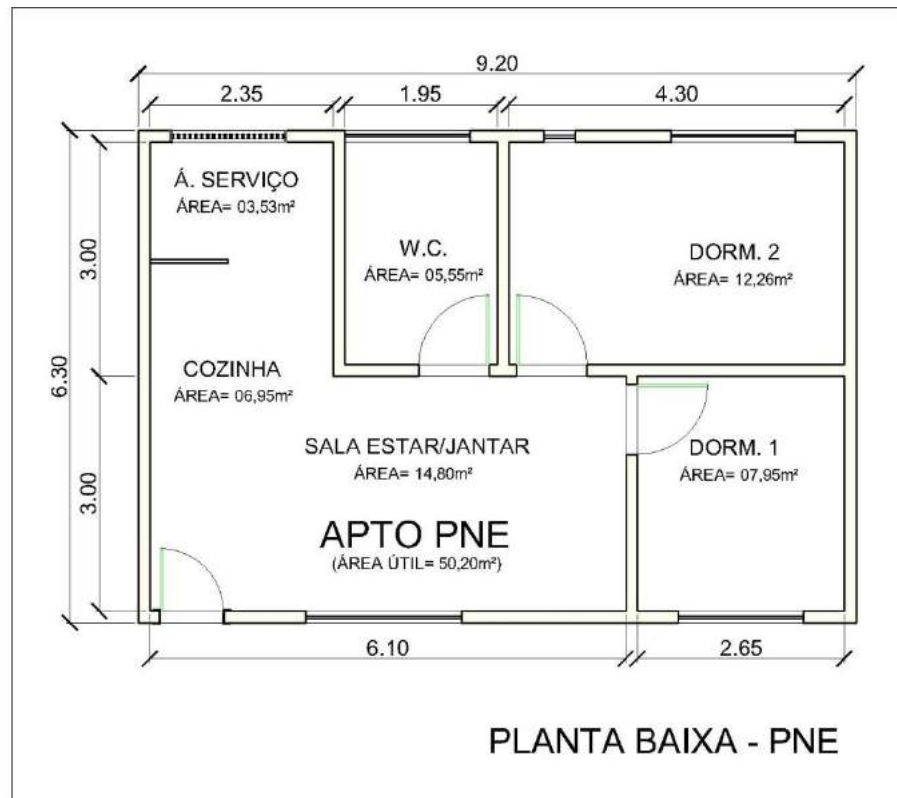 9.20
2.35
1.95
4.30
Á. SERVIÇO
ÁREA= 03,53m²
W.C.
ÁREA= 05,55m²
DORM. 2
ÁREA= 12,26m²
3.00
6.30
COZINHA
ÁREA= 06,95m²
SALA ESTAR/JANTAR
ÁREA= 14,80m²
DORM. 1
ÁREA= 07,95m²
3.00
APTO PNE
(ÁREA ÚTIL= 50,20m²)
6.10
2.65
PLANTA BAIXA - PNE